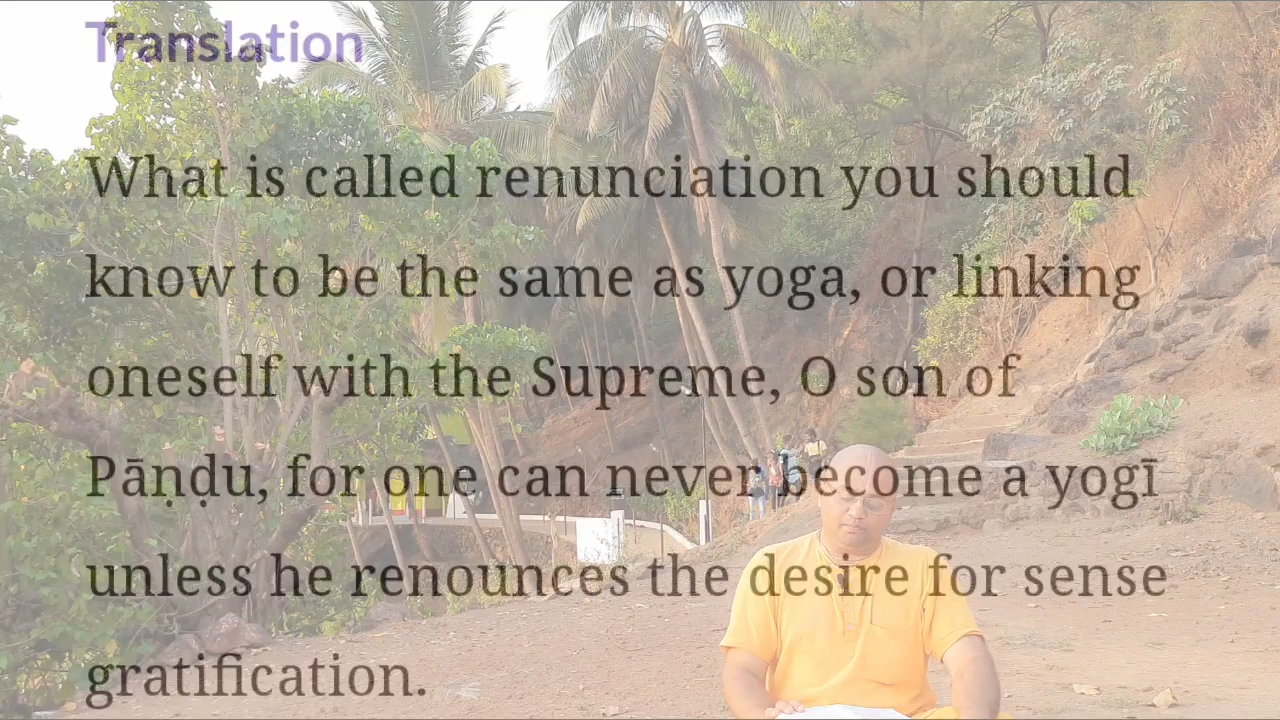 Translation
What is called renunciation you should
know to be the same as yoga, or linking
oneself with the Supreme, O son of
Pāṇḍu, for one can never become a yogī
unless he renounces the desire for sense
gratification.